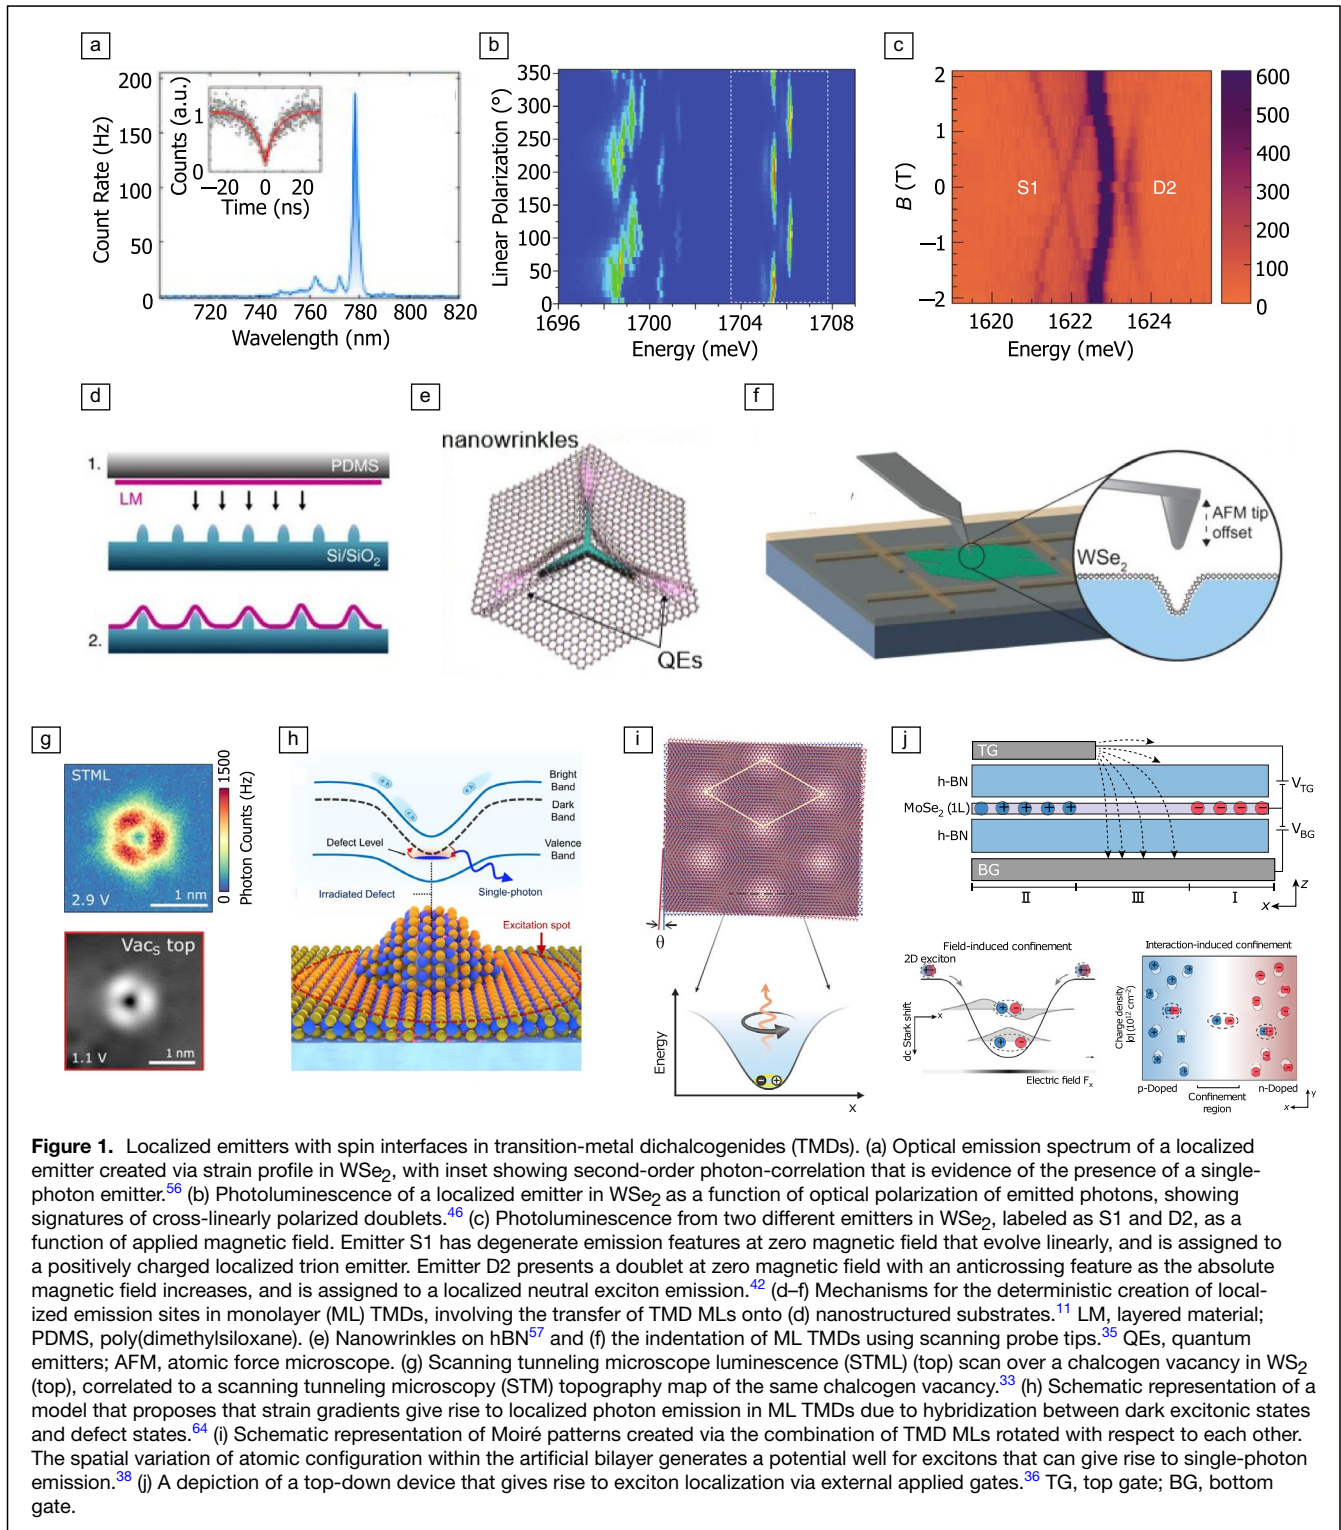 a
200
150
100
50
0
Count Rate (Hz)
Counts (a.u.)
1
0
−20
0
20
Time (ns)
720
760
800
820
Wavelength (nm)
b
350
300
250
200
150
100
50
0
Linear Polarization (°)
1696
1700
1704
1708
Energy (meV)
c
2
1
0
−1
−2
B (T)
S1
D2
1620
1622
1624
Energy (meV)
600
500
400
300
200
100
0
d
1.
PDMS
LM
Si/SiO2
2.
e
nanowrinkles
QEs
f
AFM tip
offset
WSe2
g
STML
2.9 V
1 nm
0
1500
Photon Counts (Hz)
VacS top
1.1 V
1 nm
h
Bright
Band
Dark
Band
Defect Level
Valence
Band
Irradiated Defect
Single-photon
Excitation spot
i
θ
Energy
x
j
TG
h-BN
MoSe2 (1L)
h-BN
BG
VTG
VBG
II
III
I
z
x
Field-induced confinement
2D exciton
x
dc Stark shift
Electric field Fx
Interaction-induced confinement
Charge density
|σ| (10¹² cm⁻²)
p-Doped
n-Doped
Confinement
region
y
x
Figure 1. Localized emitters with spin interfaces in transition-metal dichalcogenides (TMDs). (a) Optical emission spectrum of a localized
emitter created via strain profile in WSe2, with inset showing second-order photon-correlation that is evidence of the presence of a single-
photon emitter.56 (b) Photoluminescence of a localized emitter in WSe2 as a function of optical polarization of emitted photons, showing
signatures of cross-linearly polarized doublets.46 (c) Photoluminescence from two different emitters in WSe2, labeled as S1 and D2, as a
function of applied magnetic field. Emitter S1 has degenerate emission features at zero magnetic field that evolve linearly, and is assigned to
a positively charged localized trion emitter. Emitter D2 presents a doublet at zero magnetic field with an anticrossing feature as the absolute
magnetic field increases, and is assigned to a localized neutral exciton emission.42 (d–f) Mechanisms for the deterministic creation of local-
ized emission sites in monolayer (ML) TMDs, involving the transfer of TMD MLs onto (d) nanostructured substrates.11 LM, layered material;
PDMS, poly(dimethylsiloxane). (e) Nanowrinkles on hBN57 and (f) the indentation of ML TMDs using scanning probe tips.35 QEs, quantum
emitters; AFM, atomic force microscope. (g) Scanning tunneling microscope luminescence (STML) (top) scan over a chalcogen vacancy in WS2
(top), correlated to a scanning tunneling microscopy (STM) topography map of the same chalcogen vacancy.33 (h) Schematic representation of a
model that proposes that strain gradients give rise to localized photon emission in ML TMDs due to hybridization between dark excitonic states
and defect states.64 (i) Schematic representation of Moiré patterns created via the combination of TMD MLs rotated with respect to each other.
The spatial variation of atomic configuration within the artificial bilayer generates a potential well for excitons that can give rise to single-photon
emission.38 (j) A depiction of a top-down device that gives rise to exciton localization via external applied gates.36 TG, top gate; BG, bottom
gate.